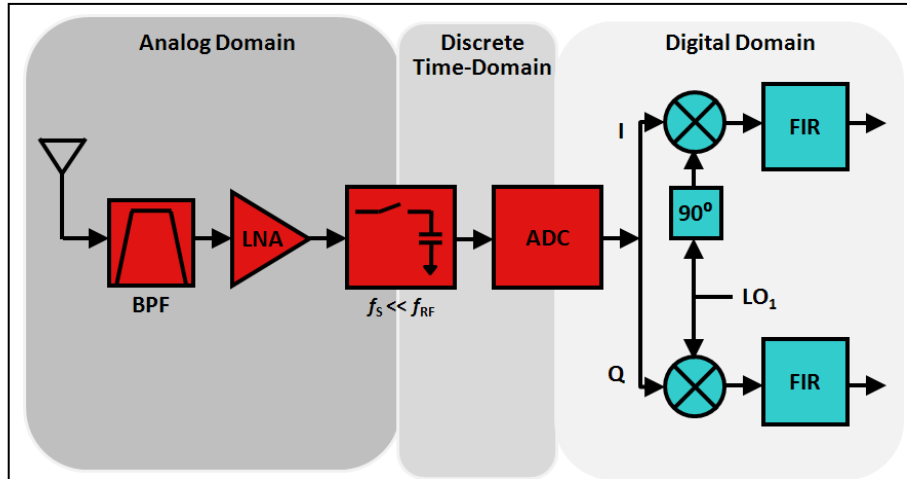 Analog Domain
Discrete
Time-Domain
Digital Domain
I
FIR
LNA
ADC
90º
BPF
fS << fRF
LO1
Q
FIR